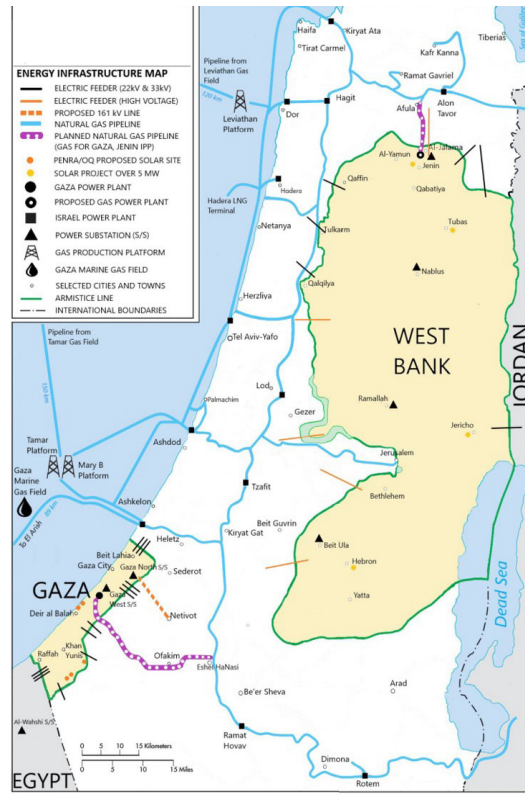 ENERGY INFRASTRUCTURE MAP
ELECTRIC FEEDER (22kV & 33kV)
ELECTRIC FEEDER (HIGH VOLTAGE)
PROPOSED 161 kV LINE
NATURAL GAS PIPELINE
PLANNED NATURAL GAS PIPELINE
(GAS FOR GAZA, JENIN IPP)
PENRA/OQ PROPOSED SOLAR SITE
SOLAR PROJECT OVER 5 MW
GAZA POWER PLANT
PROPOSED GAS POWER PLANT
ISRAEL POWER PLANT
POWER SUBSTATION (S/S)
GAS PRODUCTION PLATFORM
GAZA MARINE GAS FIELD
SELECTED CITIES AND TOWNS
ARMISTICE LINE
INTERNATIONAL BOUNDARIES
Haifa
Kiryat Ata
Tirat Carmel
Tiberias
Sea of Galilee
Kafr Kanna
Ramat Gavriel
Pipeline from
Leviathan Gas
Field
120 km
Leviathan
Platform
Dor
Hagit
Afula
Alon
Tavor
Al-Jalama
Al-Yamun
Jenin
Qaffin
Qabatiya
Hadera
Hadera LNG
Terminal
Netanya
Tulkarm
Tubas
Nablus
Qalqilya
Herzliya
Tel Aviv-Yafo
WEST
BANK
JORDAN
Pipeline from
Tamar Gas Field
150 km
Lod
Palmachim
Gezer
Ramallah
Jericho
Ashdod
Jerusalem
Tamar
Platform
Mary B
Platform
Gaza
Marine
Gas Field
Tzafit
Bethlehem
Ashkelon
To El Arish
89 km
Heletz
Kiryat Gat
Beit Guvrin
Beit Ula
Beit Lahia
Gaza City
Gaza North S/S
Sederot
Hebron
GAZA
Gaza
West S/S
Yatta
Dead Sea
Deir al Balah
Netivot
Khan
Yunis
Raffah
Ofakim
Eshel HaNasi
Be'er Sheva
Arad
Al-Wahshi S/S
Ramat
Hovav
0 5 10 15 Kilometers
0 5 10 15 Miles
Dimona
Rotem
EGYPT